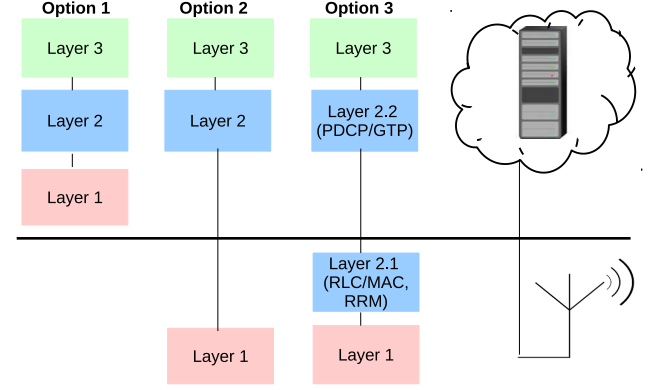 Option 1
Option 2
Option 3
Layer 3
Layer 3
Layer 3
Layer 2
Layer 2
Layer 2.2
(PDCP/GTP)
Layer 1
Layer 2.1
(RLC/MAC,
RRM)
Layer 1
Layer 1